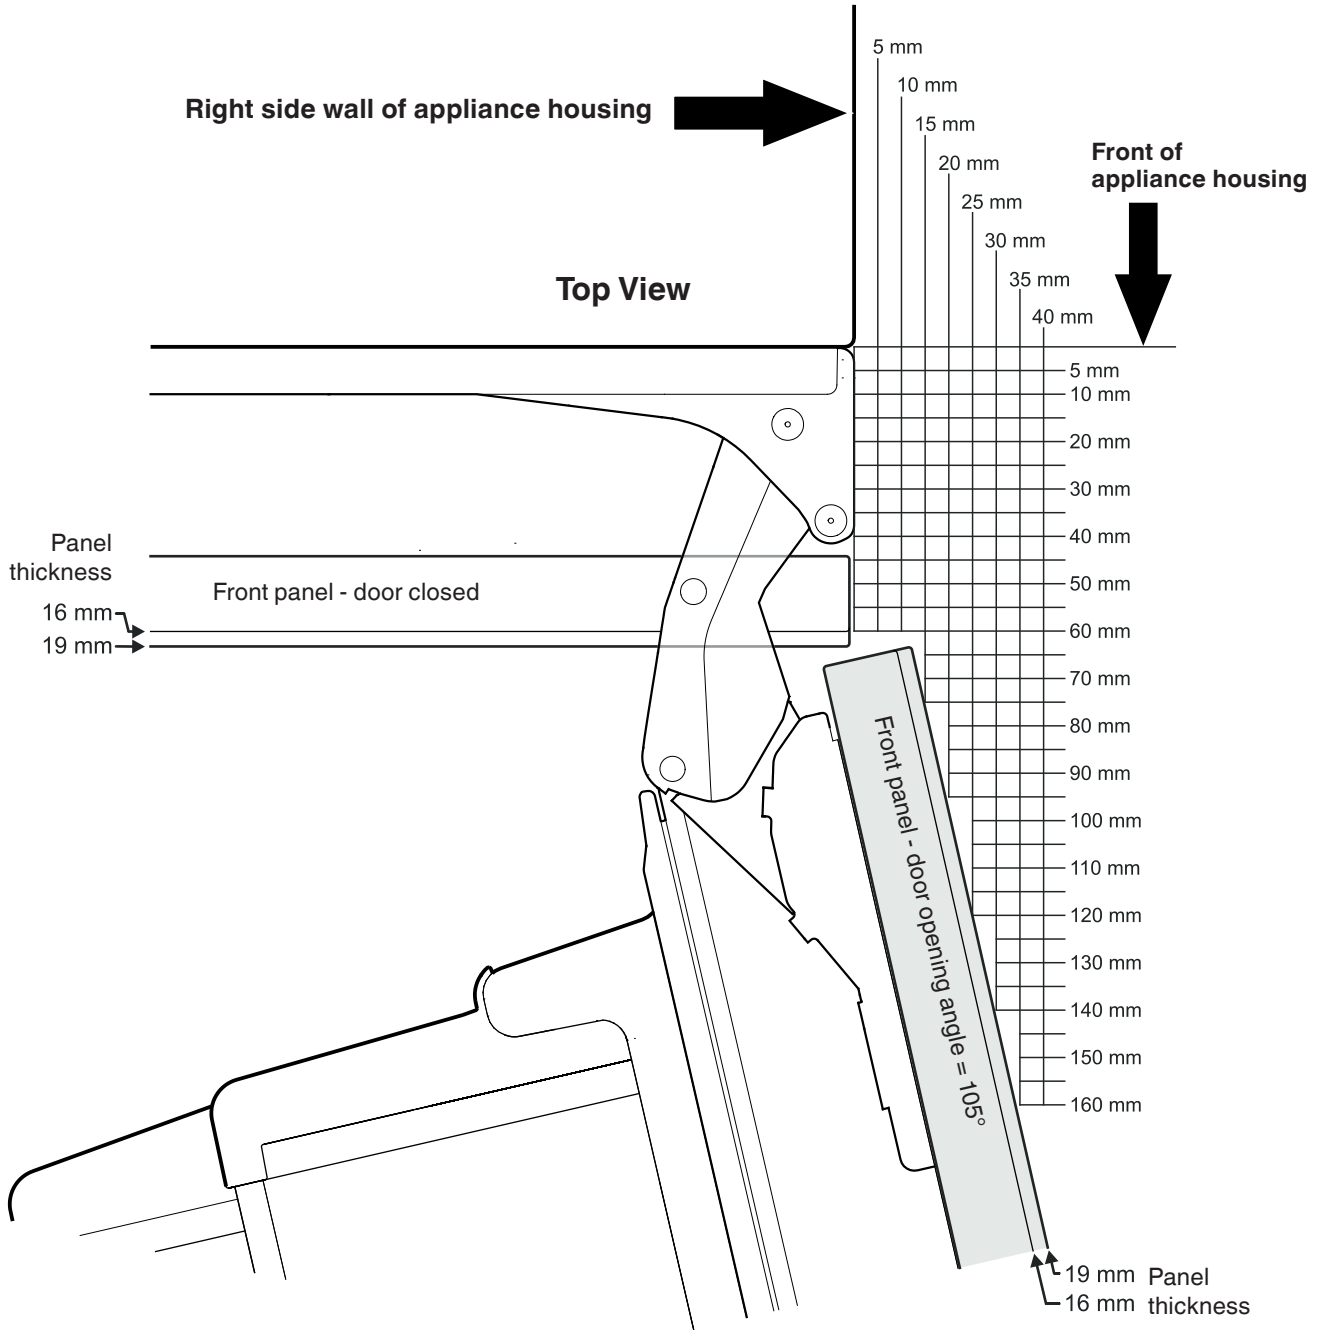 5 mm
10 mm
15 mm
20 mm
25 mm
30 mm
35 mm
40 mm
Right side wall of appliance housing
Front of
appliance housing
Top View
5 mm
10 mm
20 mm
30 mm
40 mm
50 mm
60 mm
70 mm
80 mm
90 mm
100 mm
110 mm
120 mm
130 mm
140 mm
150 mm
160 mm
Panel
thickness
16 mm
19 mm
Front panel - door closed
Front panel - door opening angle = 105°
19 mm
16 mm
Panel
thickness